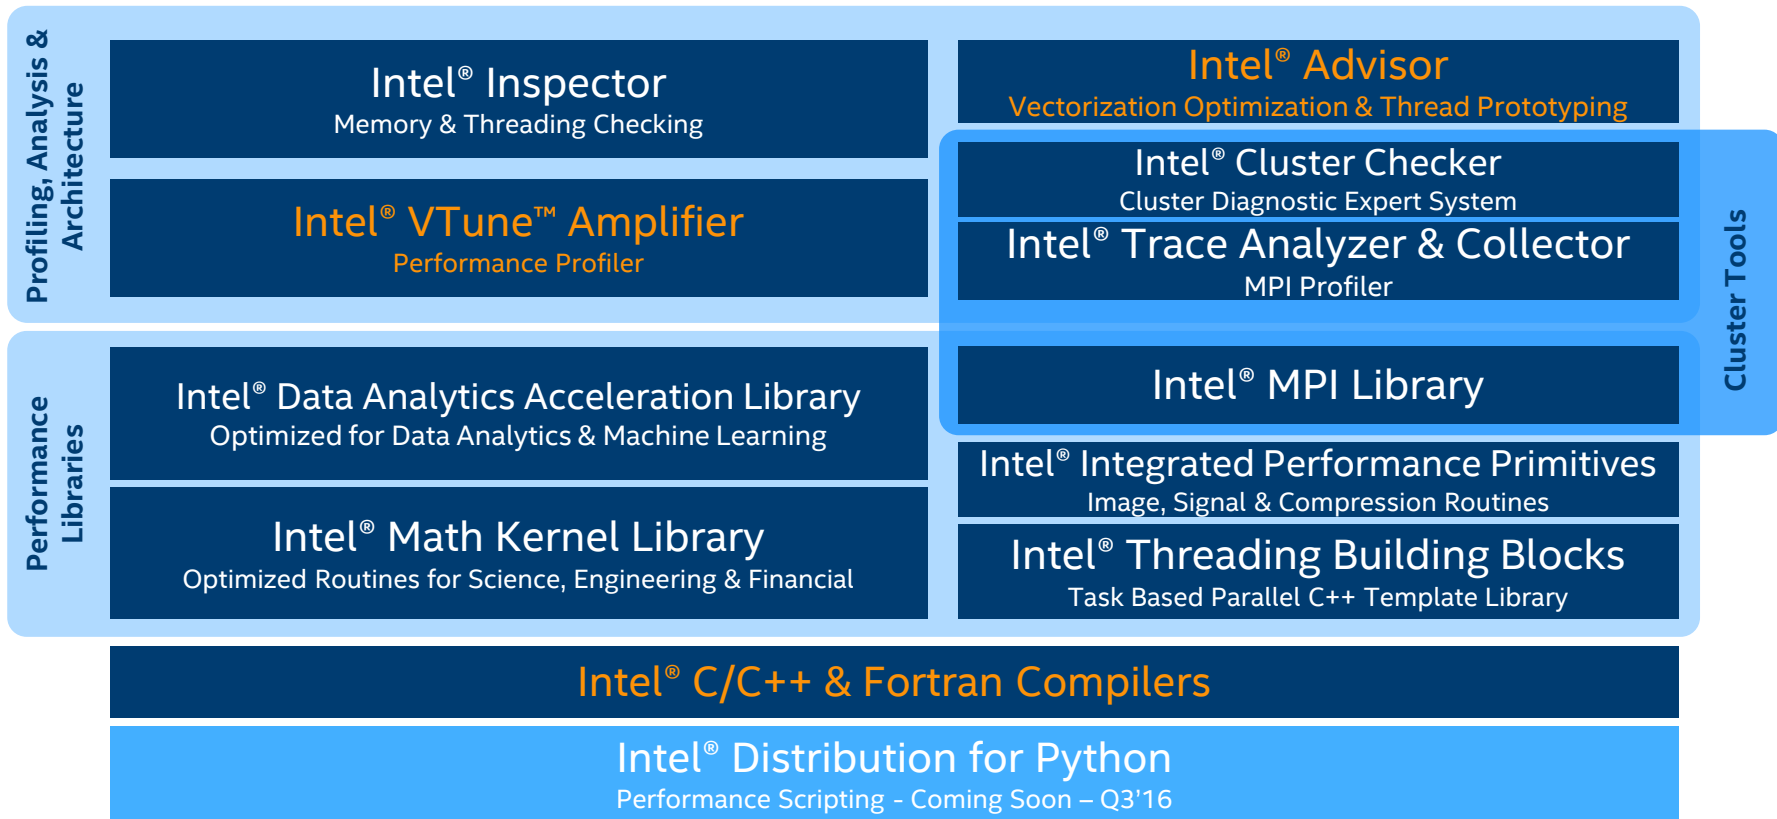 Profiling, Analysis &
Architecture
Intel® Inspector
Memory & Threading Checking
Intel® VTune™ Amplifier
Performance Profiler
Intel® Advisor
Vectorization Optimization & Thread Prototyping
Intel® Cluster Checker
Cluster Diagnostic Expert System
Intel® Trace Analyzer & Collector
MPI Profiler
Cluster Tools
Performance
Libraries
Intel® Data Analytics Acceleration Library
Optimized for Data Analytics & Machine Learning
Intel® Math Kernel Library
Optimized Routines for Science, Engineering & Financial
Intel® MPI Library
Intel® Integrated Performance Primitives
Image, Signal & Compression Routines
Intel® Threading Building Blocks
Task Based Parallel C++ Template Library
Intel® C/C++ & Fortran Compilers
Intel® Distribution for Python
Performance Scripting - Coming Soon – Q3’16